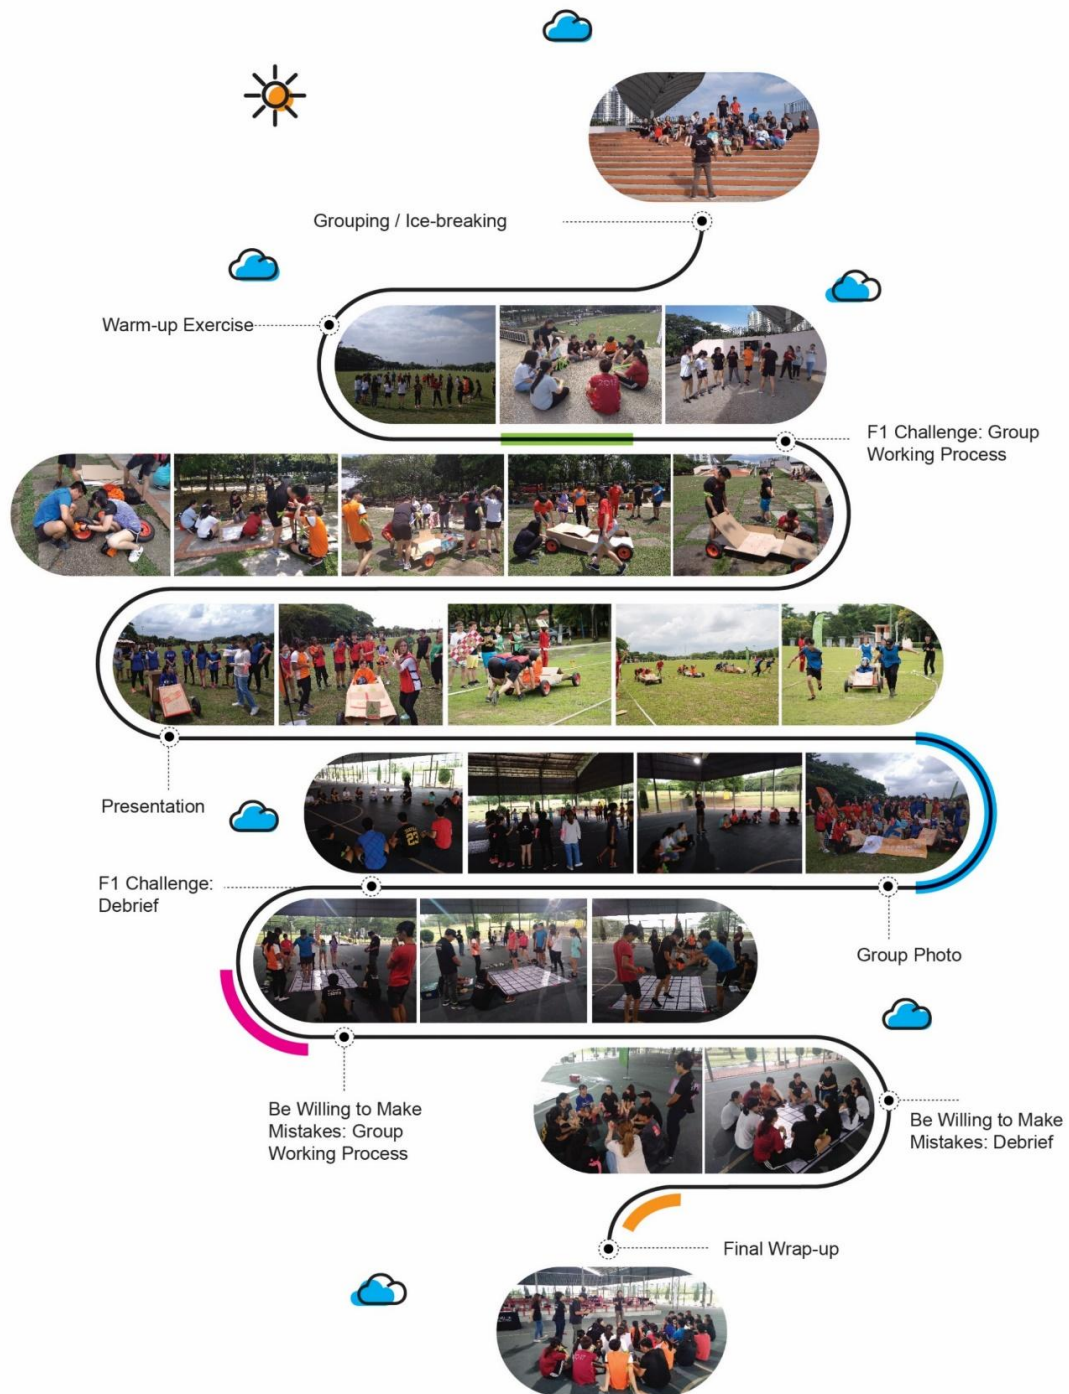 Grouping / Ice-breaking
Warm-up Exercise
F1 Challenge: Group
Working Process
Presentation
F1 Challenge:
Debrief
Group Photo
Be Willing to Make
Mistakes: Group
Working Process
Be Willing to Make
Mistakes: Debrief
Final Wrap-up